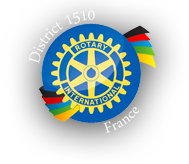 District 1510
ROTARY
INTERNATIONAL
France